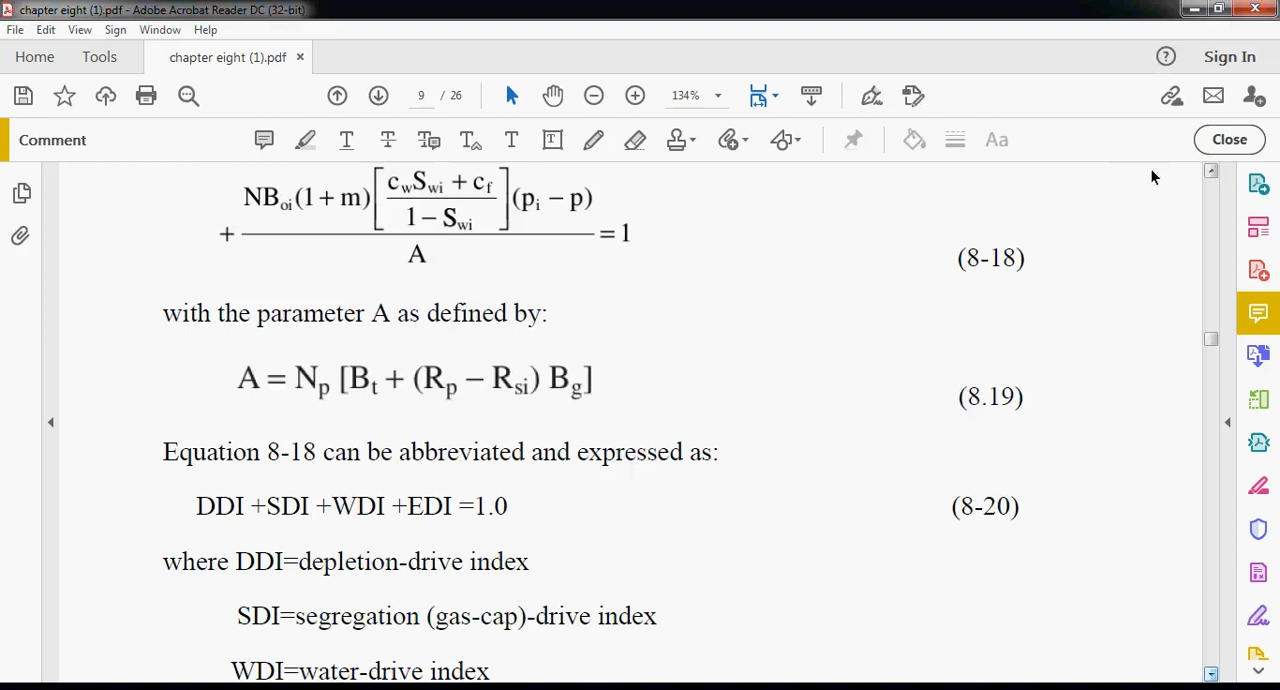 chapter eight (1).pdf - Adobe Acrobat Reader DC (32-bit)
File Edit View Sign Window Help
Home Tools chapter eight (1).pdf × Sign In
9 / 26 134%
Comment Close
NB_oi(1 + m)[(c_wS_wi + c_f)/(1 − S_wi)](p_i − p)
+ = 1
A
(8-18)
with the parameter A as defined by:
A = N_p [B_t + (R_p − R_si) B_g]
(8.19)
Equation 8-18 can be abbreviated and expressed as:
DDI +SDI +WDI +EDI =1.0 (8-20)
where DDI=depletion-drive index
SDI=segregation (gas-cap)-drive index
WDI=water-drive index